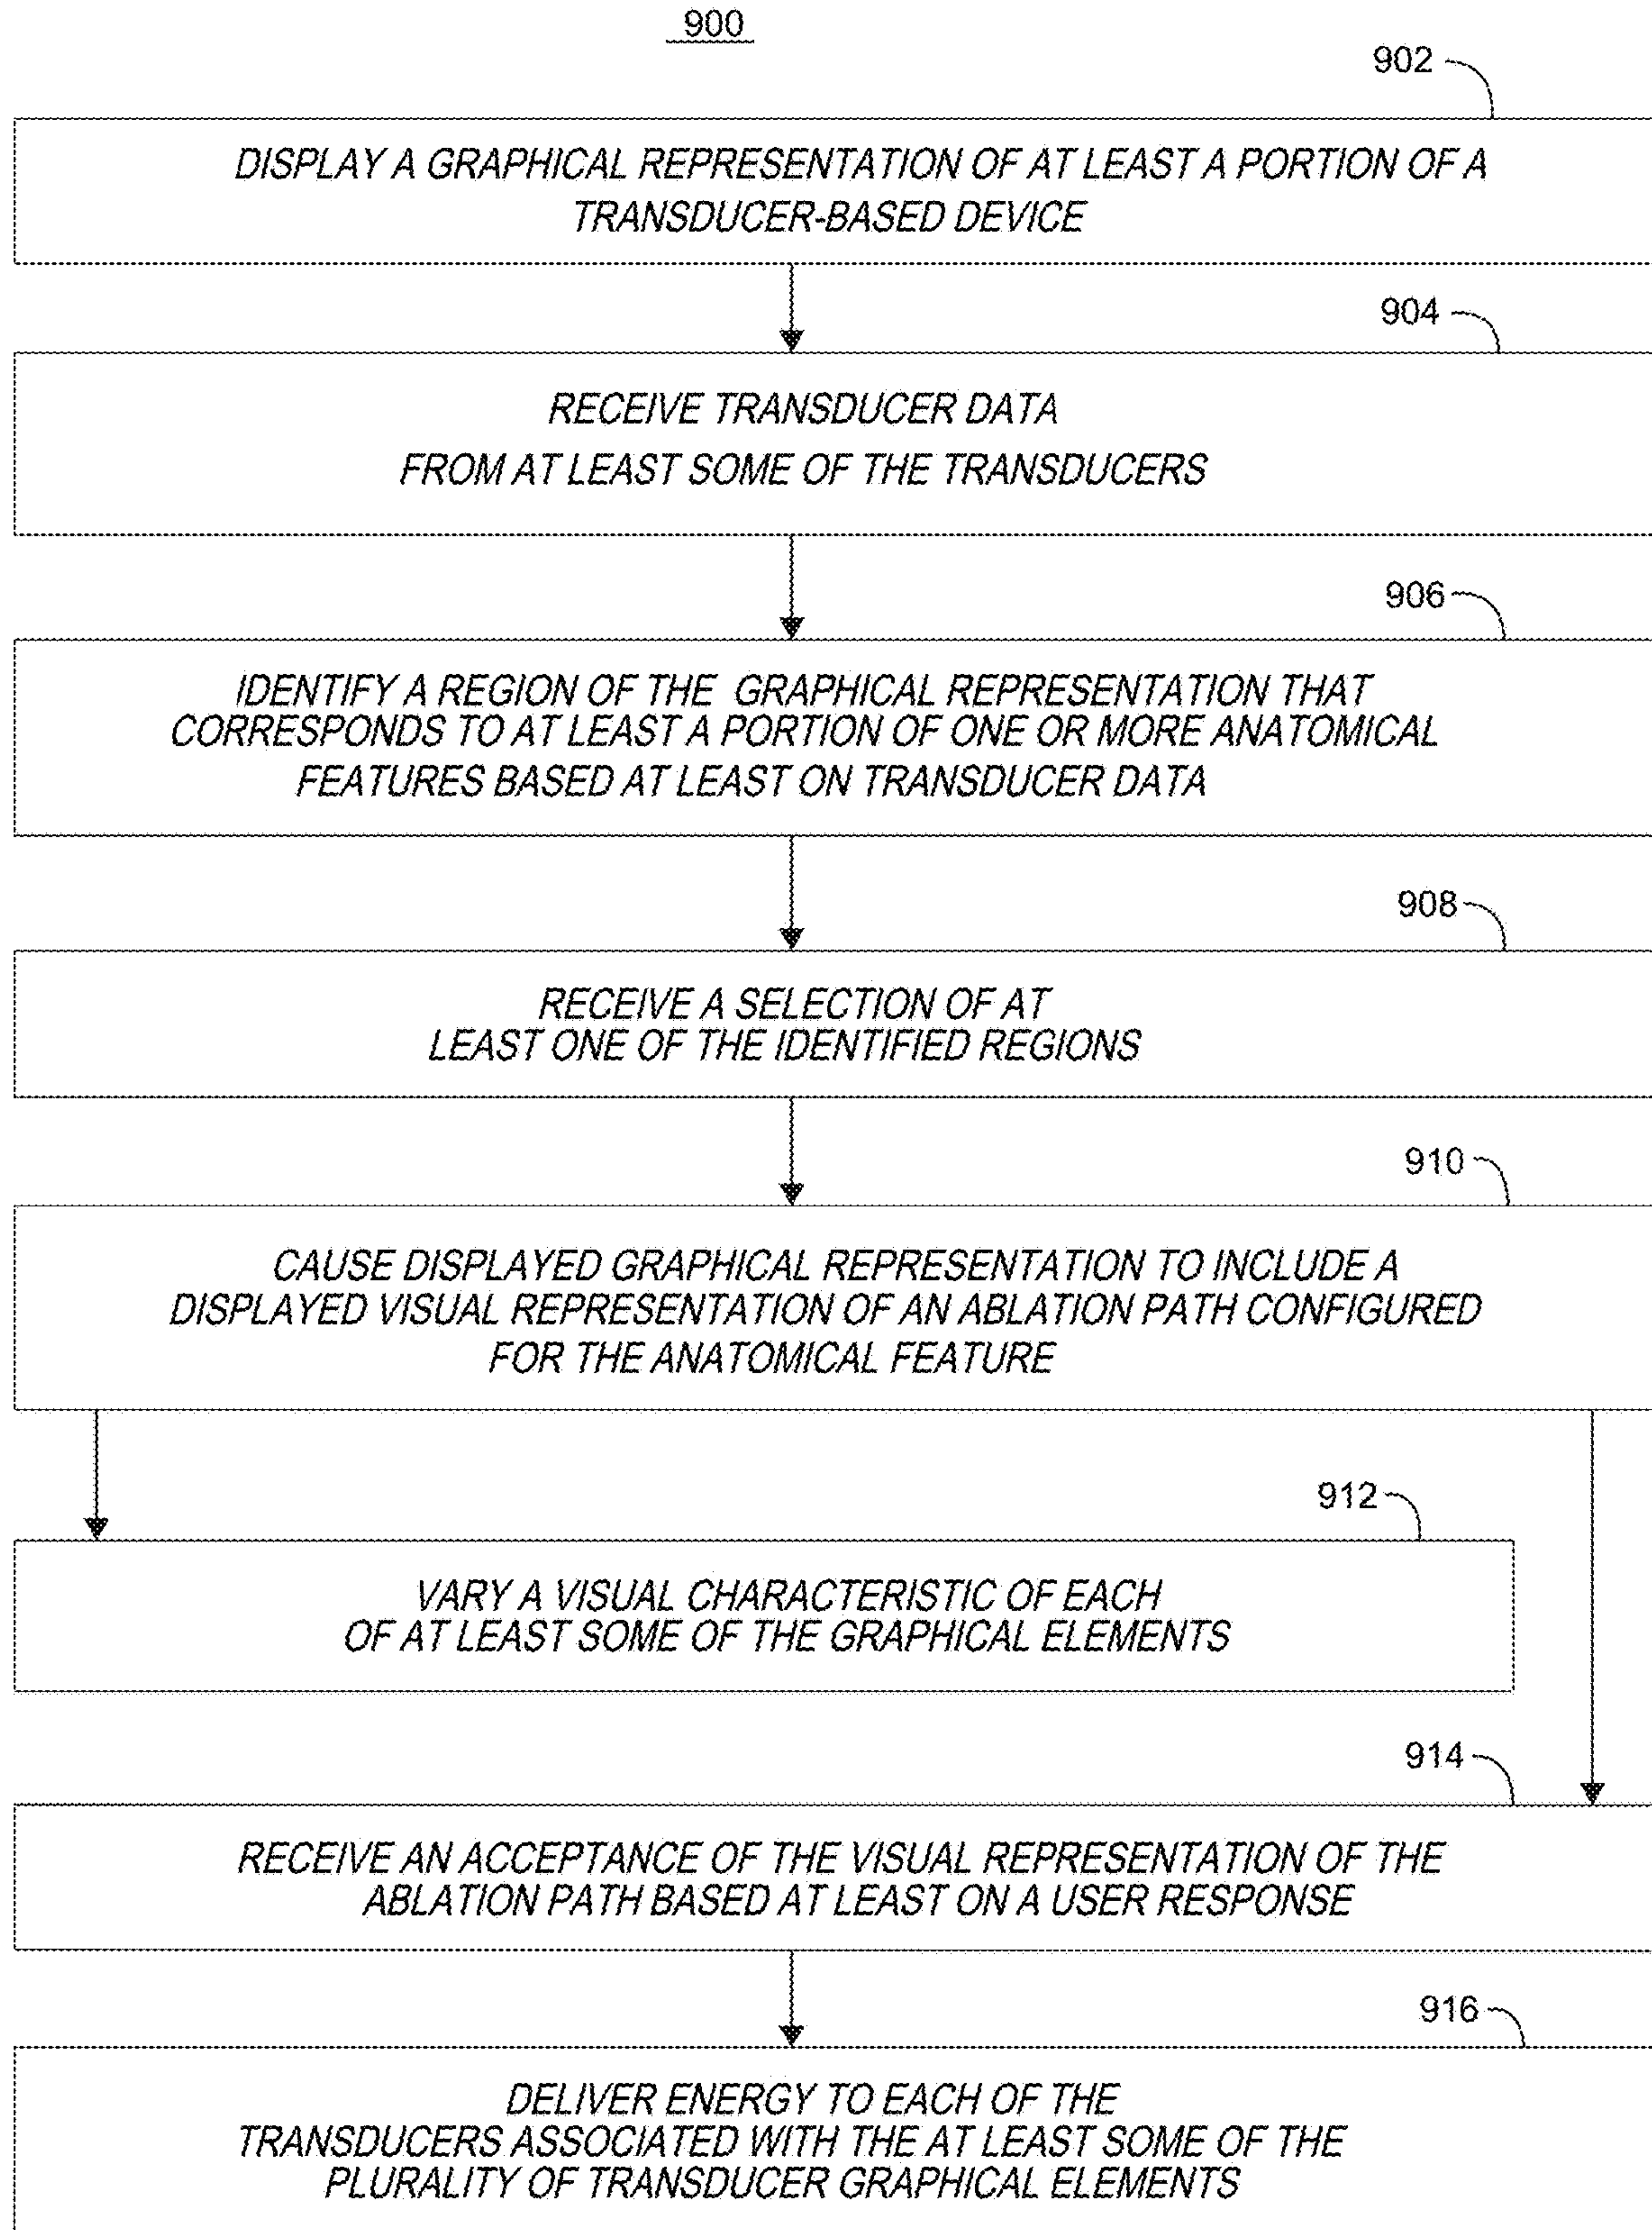 900
902
DISPLAY A GRAPHICAL REPRESENTATION OF AT LEAST A PORTION OF A
TRANSDUCER-BASED DEVICE
904
RECEIVE TRANSDUCER DATA
FROM AT LEAST SOME OF THE TRANSDUCERS
906
IDENTIFY A REGION OF THE GRAPHICAL REPRESENTATION THAT
CORRESPONDS TO AT LEAST A PORTION OF ONE OR MORE ANATOMICAL
FEATURES BASED AT LEAST ON TRANSDUCER DATA
908
RECEIVE A SELECTION OF AT
LEAST ONE OF THE IDENTIFIED REGIONS
910
CAUSE DISPLAYED GRAPHICAL REPRESENTATION TO INCLUDE A
DISPLAYED VISUAL REPRESENTATION OF AN ABLATION PATH CONFIGURED
FOR THE ANATOMICAL FEATURE
912
VARY A VISUAL CHARACTERISTIC OF EACH
OF AT LEAST SOME OF THE GRAPHICAL ELEMENTS
914
RECEIVE AN ACCEPTANCE OF THE VISUAL REPRESENTATION OF THE
ABLATION PATH BASED AT LEAST ON A USER RESPONSE
916
DELIVER ENERGY TO EACH OF THE
TRANSDUCERS ASSOCIATED WITH THE AT LEAST SOME OF THE
PLURALITY OF TRANSDUCER GRAPHICAL ELEMENTS